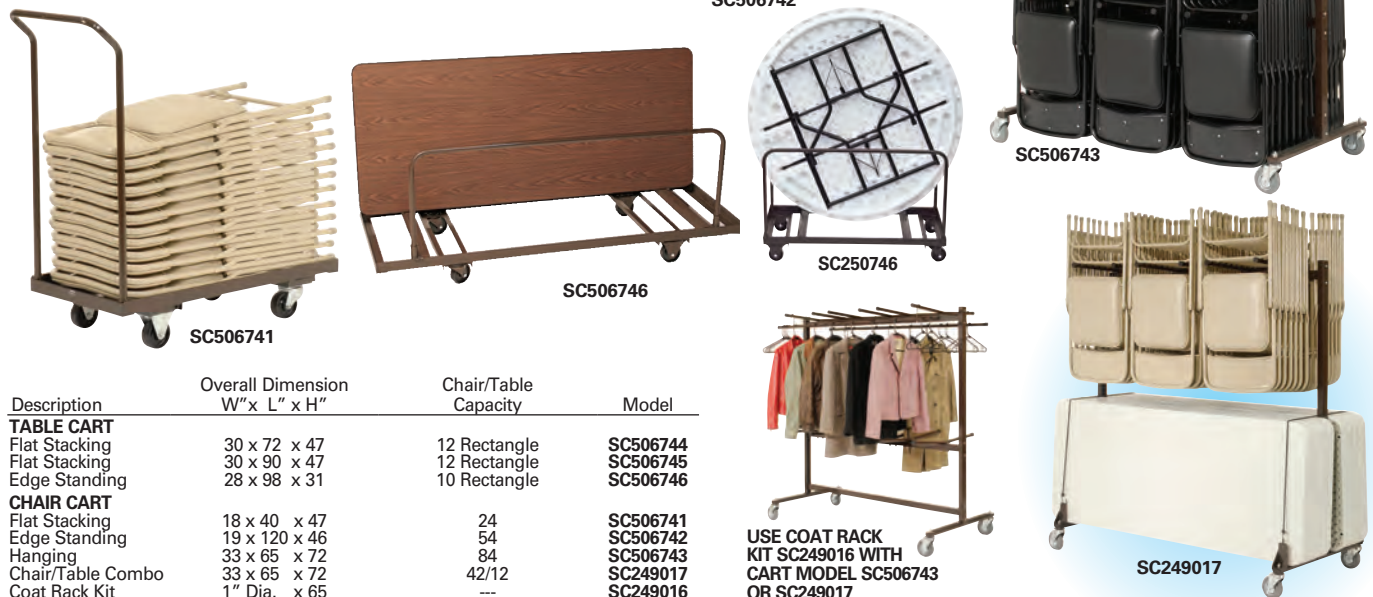 SC506742
SC506743
SC250746
SC506746
SC506741
Overall Dimension Chair/Table
Description W”x L” x H” Capacity Model
TABLE CART
Flat Stacking 30 x 72 x 47 12 Rectangle SC506744
Flat Stacking 30 x 90 x 47 12 Rectangle SC506745
Edge Standing 28 x 98 x 31 10 Rectangle SC506746
CHAIR CART
Flat Stacking 18 x 40 x 47 24 SC506741
Edge Standing 19 x 120 x 46 54 SC506742
Hanging 33 x 65 x 72 84 SC506743
Chair/Table Combo 33 x 65 x 72 42/12 SC249017
Coat Rack Kit 1” Dia. x 65 --- SC249016
USE COAT RACK
KIT SC249016 WITH
CART MODEL SC506743
OR SC249017
SC249017